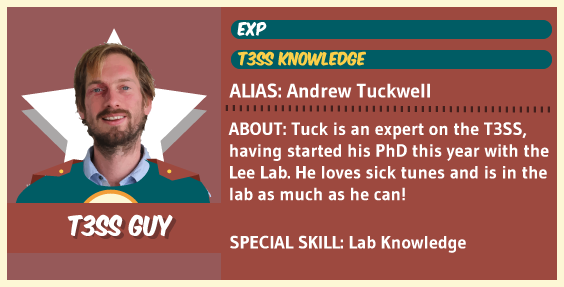 EXP
T3SS KNOWLEDGE
ALIAS: Andrew Tuckwell
ABOUT: Tuck is an expert on the T3SS,
having started his PhD this year with the
Lee Lab. He loves sick tunes and is in the
lab as much as he can!
SPECIAL SKILL: Lab Knowledge
T3SS GUY